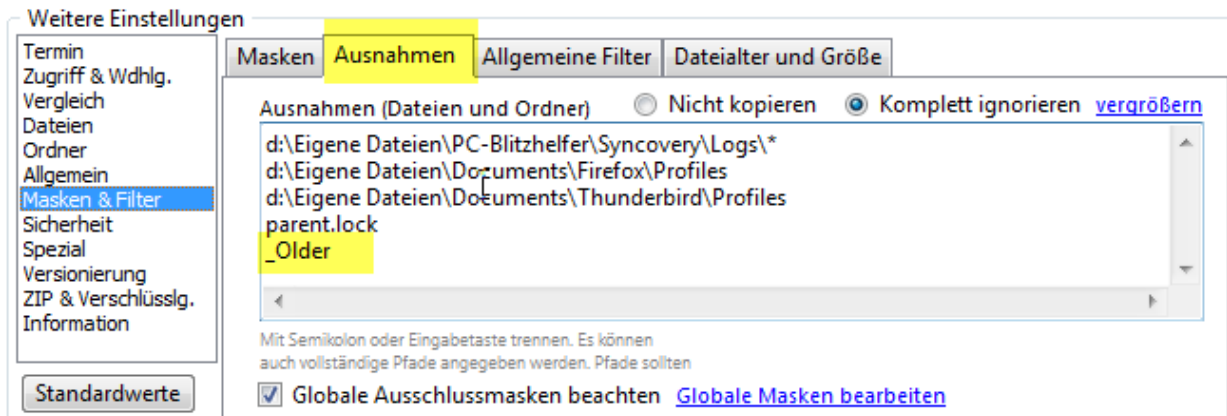 Weitere Einstellungen
Termin
Zugriff & Wdhlg.
Vergleich
Dateien
Ordner
Allgemein
Masken & Filter
Sicherheit
Spezial
Versionierung
ZIP & Verschlüsslg.
Information
Standardwerte
Masken Ausnahmen Allgemeine Filter Dateialter und Größe
Ausnahmen (Dateien und Ordner) Nicht kopieren Komplett ignorieren vergrößern
d:\Eigene Dateien\PC-Blitzhelfer\Syncovery\Logs\*
d:\Eigene Dateien\Documents\Firefox\Profiles
d:\Eigene Dateien\Documents\Thunderbird\Profiles
parent.lock
_Older
Mit Semikolon oder Eingabetaste trennen. Es können
auch vollständige Pfade angegeben werden. Pfade sollten
Globale Ausschlussmasken beachten Globale Masken bearbeiten